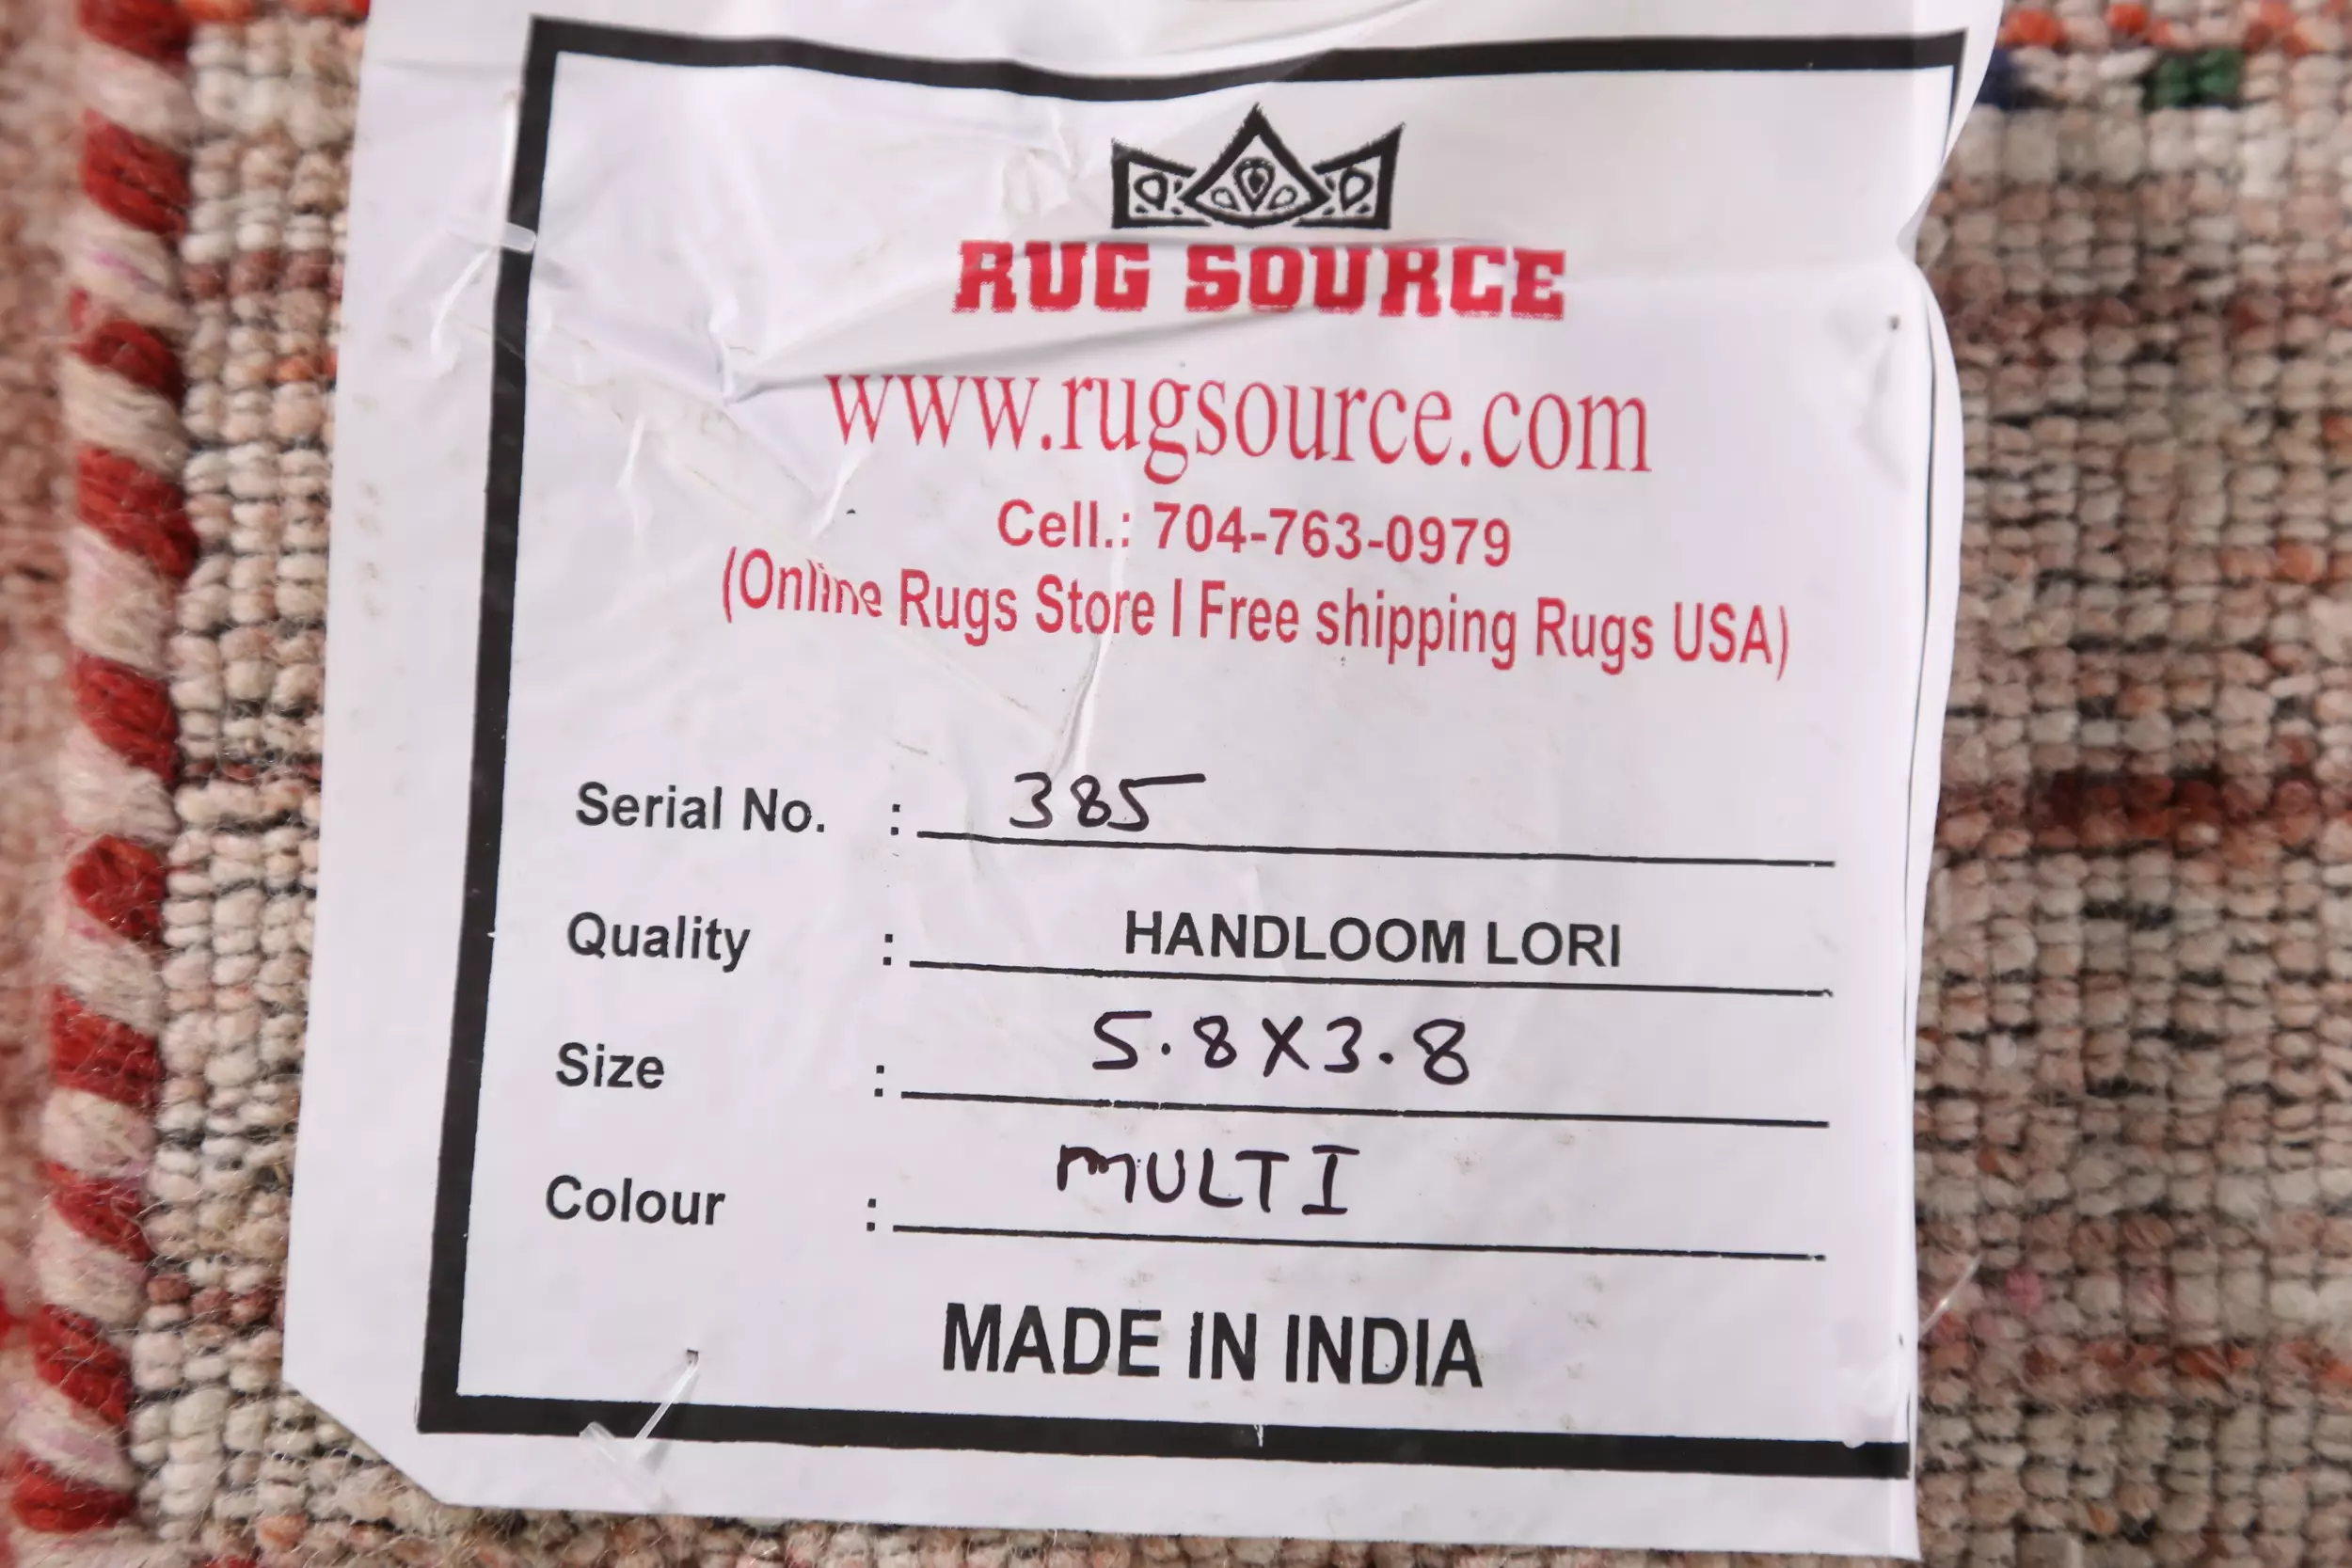 RUG SOURCE
www.rugsource.com
Cell.: 704-763-0979
(Online Rugs Store I Free shipping Rugs USA)
Serial No. : 385
Quality : HANDLOOM LORI
Size : 5.8X3.8
Colour : MULTI
MADE IN INDIA